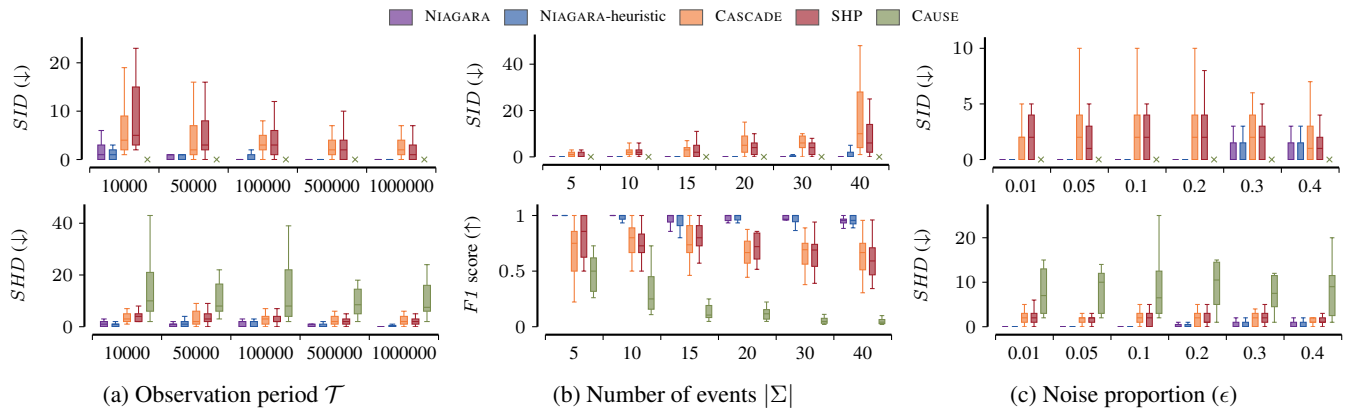 NIAGARA NIAGARA-heuristic CASCADE SHP CAUSE
SID (↓)
20
10
0
10000 50000 100000 500000 1000000
SHD (↓)
40
20
0
10000 50000 100000 500000 1000000
(a) Observation period 𝒯
SID (↓)
40
20
0
5 10 15 20 30 40
F1 score (↑)
1
0.5
0
5 10 15 20 30 40
(b) Number of events |Σ|
SID (↓)
10
5
0
0.01 0.05 0.1 0.2 0.3 0.4
SHD (↓)
20
10
0
0.01 0.05 0.1 0.2 0.3 0.4
(c) Noise proportion (ϵ)